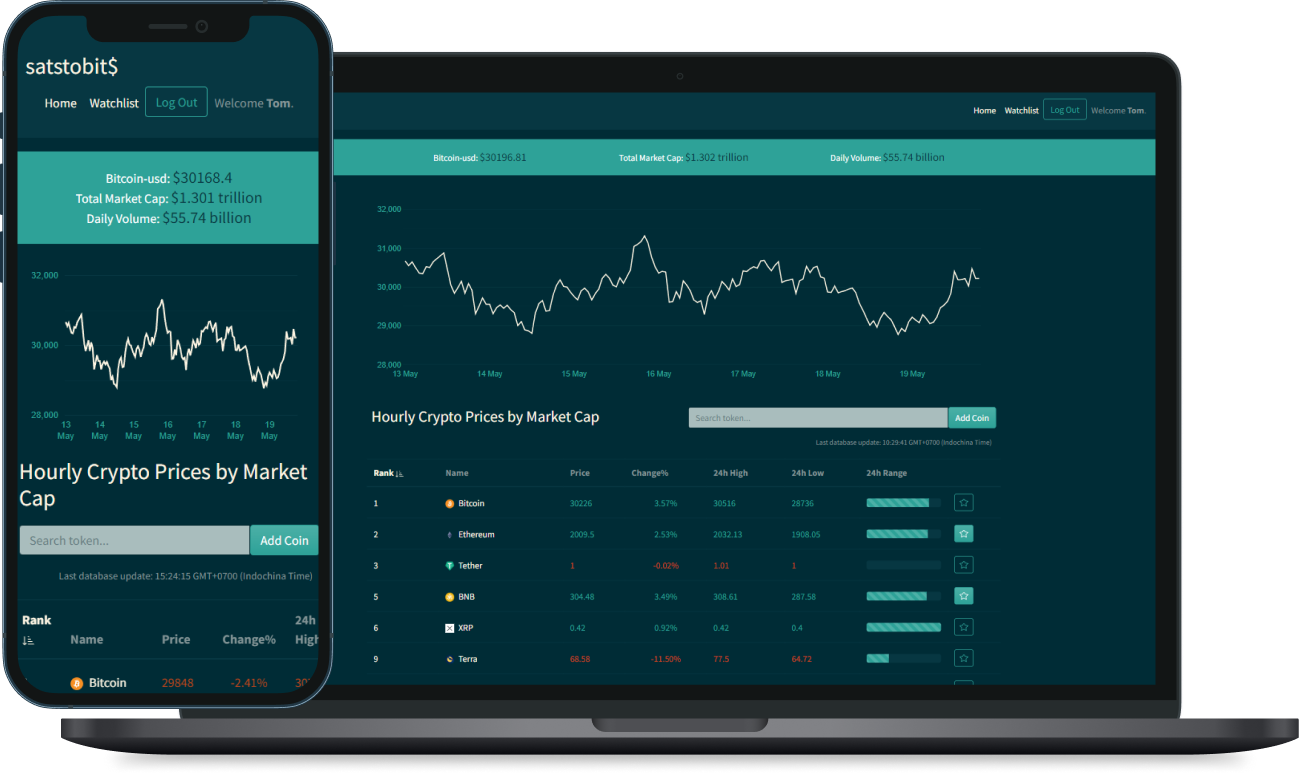 satstobit$
Home Watchlist Log Out Welcome Tom.
Bitcoin-usd: $30168.4
Total Market Cap: $1.301 trillion
Daily Volume: $55.74 billion
32,000
30,000
28,000
13 14 15 16 17 18 19
May May May May May May May
Hourly Crypto Prices by Market
Cap
Search token... Add Coin
Last database update: 15:24:15 GMT+0700 (Indochina Time)
Rank 24h
Name Price Change% High
Bitcoin 29848 -2.41%
Home Watchlist Log Out Welcome Tom.
Bitcoin-usd: $30196.81 Total Market Cap: $1.302 trillion Daily Volume: $55.74 billion
32,000
31,000
30,000
29,000
28,000
13 May 14 May 15 May 16 May 17 May 18 May 19 May
Hourly Crypto Prices by Market Cap Search token... Add Coin
Last database update: 10:29:41 GMT+0700 (Indochina Time)
Rank Name Price Change% 24h High 24h Low 24h Range
1 Bitcoin 30226 3.57% 30516 28736
2 Ethereum 2009.5 2.53% 2032.13 1908.05
3 Tether 1 -0.02% 1.01 1
5 BNB 304.48 3.49% 308.61 287.58
6 XRP 0.42 0.92% 0.42 0.4
9 Terra 68.58 -11.50% 77.5 64.72